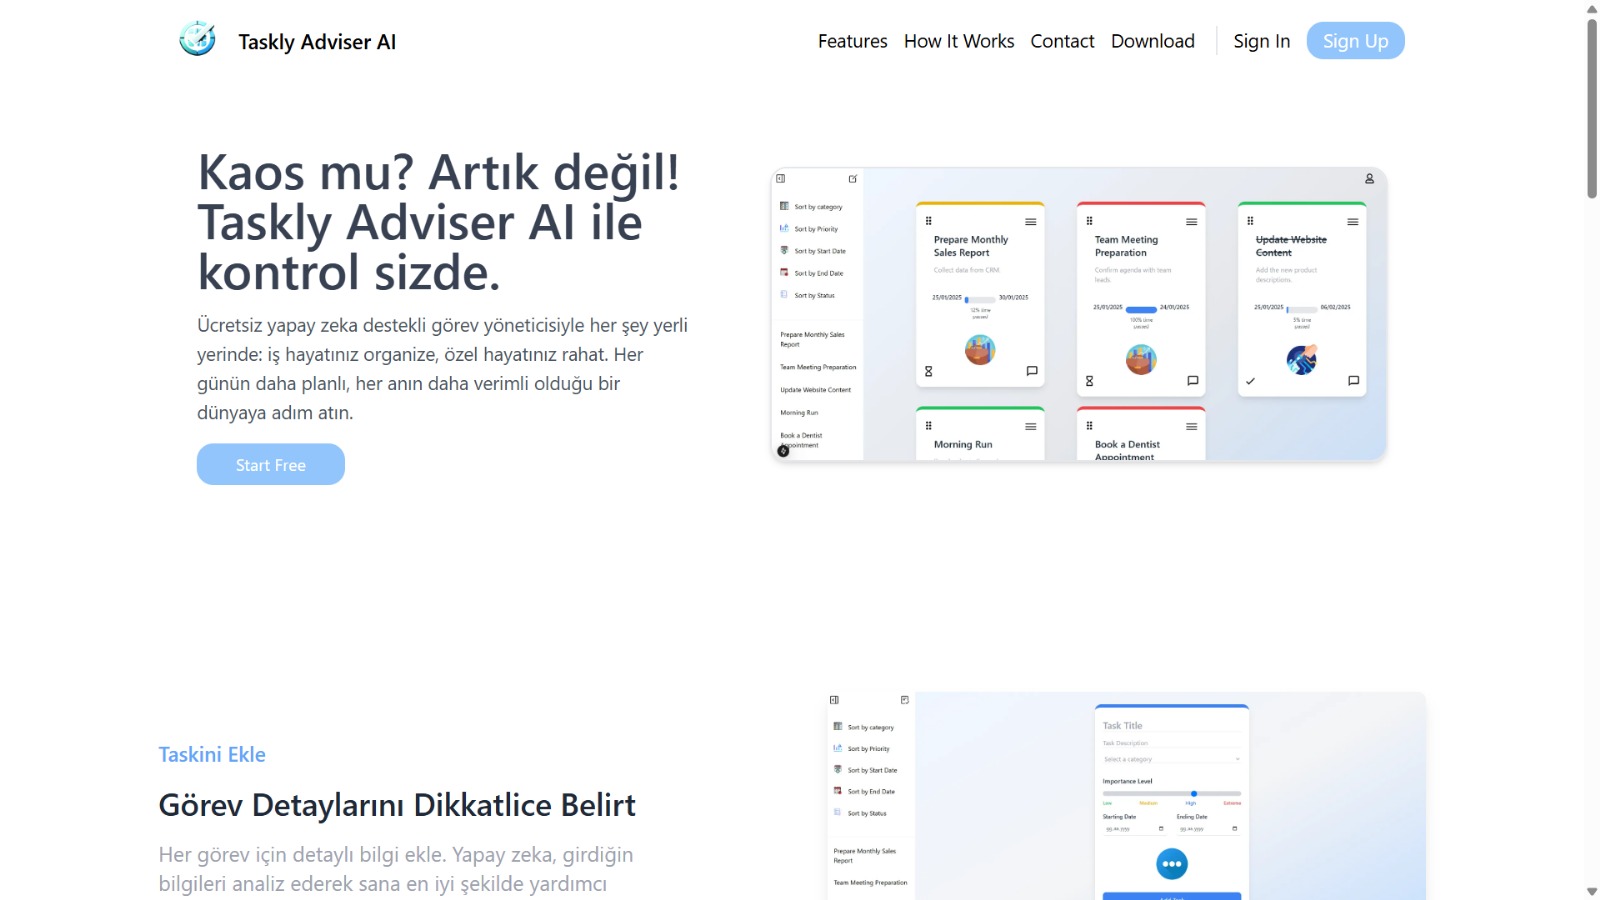 Taskly Adviser AI
Features How It Works Contact Download Sign In Sign Up
Kaos mu? Artık değil!
Taskly Adviser AI ile
kontrol sizde.
Ücretsiz yapay zeka destekli görev yöneticisiyle her şey yerli
yerinde: iş hayatınız organize, özel hayatınız rahat. Her
günün daha planlı, her anın daha verimli olduğu bir
dünyaya adım atın.
Start Free
Sort by category
Sort by Priority
Sort by Start Date
Sort by End Date
Sort by Status
Prepare Monthly Sales
Report
Team Meeting Preparation
Update Website Content
Morning Run
Book a Dentist
Appointment
Prepare Monthly
Sales Report
Collect data from CRM.
25/01/2025 30/01/2025
12% time
passed
Team Meeting
Preparation
Confirm agenda with team
leads.
25/01/2025 24/01/2025
100% time
passed
Update Website
Content
Add the new product
descriptions.
25/01/2025 06/02/2025
5% time
passed
Morning Run
Book a Dentist
Appointment
Taskini Ekle
Görev Detaylarını Dikkatlice Belirt
Her görev için detaylı bilgi ekle. Yapay zeka, girdiğin
bilgileri analiz ederek sana en iyi şekilde yardımcı
Sort by category
Sort by Priority
Sort by Start Date
Sort by End Date
Sort by Status
Prepare Monthly Sales
Report
Team Meeting Preparation
Task Title
Task Description
Select a category
Importance Level
Low Medium High Extreme
Starting Date Ending Date
gg.aa.yyyy gg.aa.yyyy